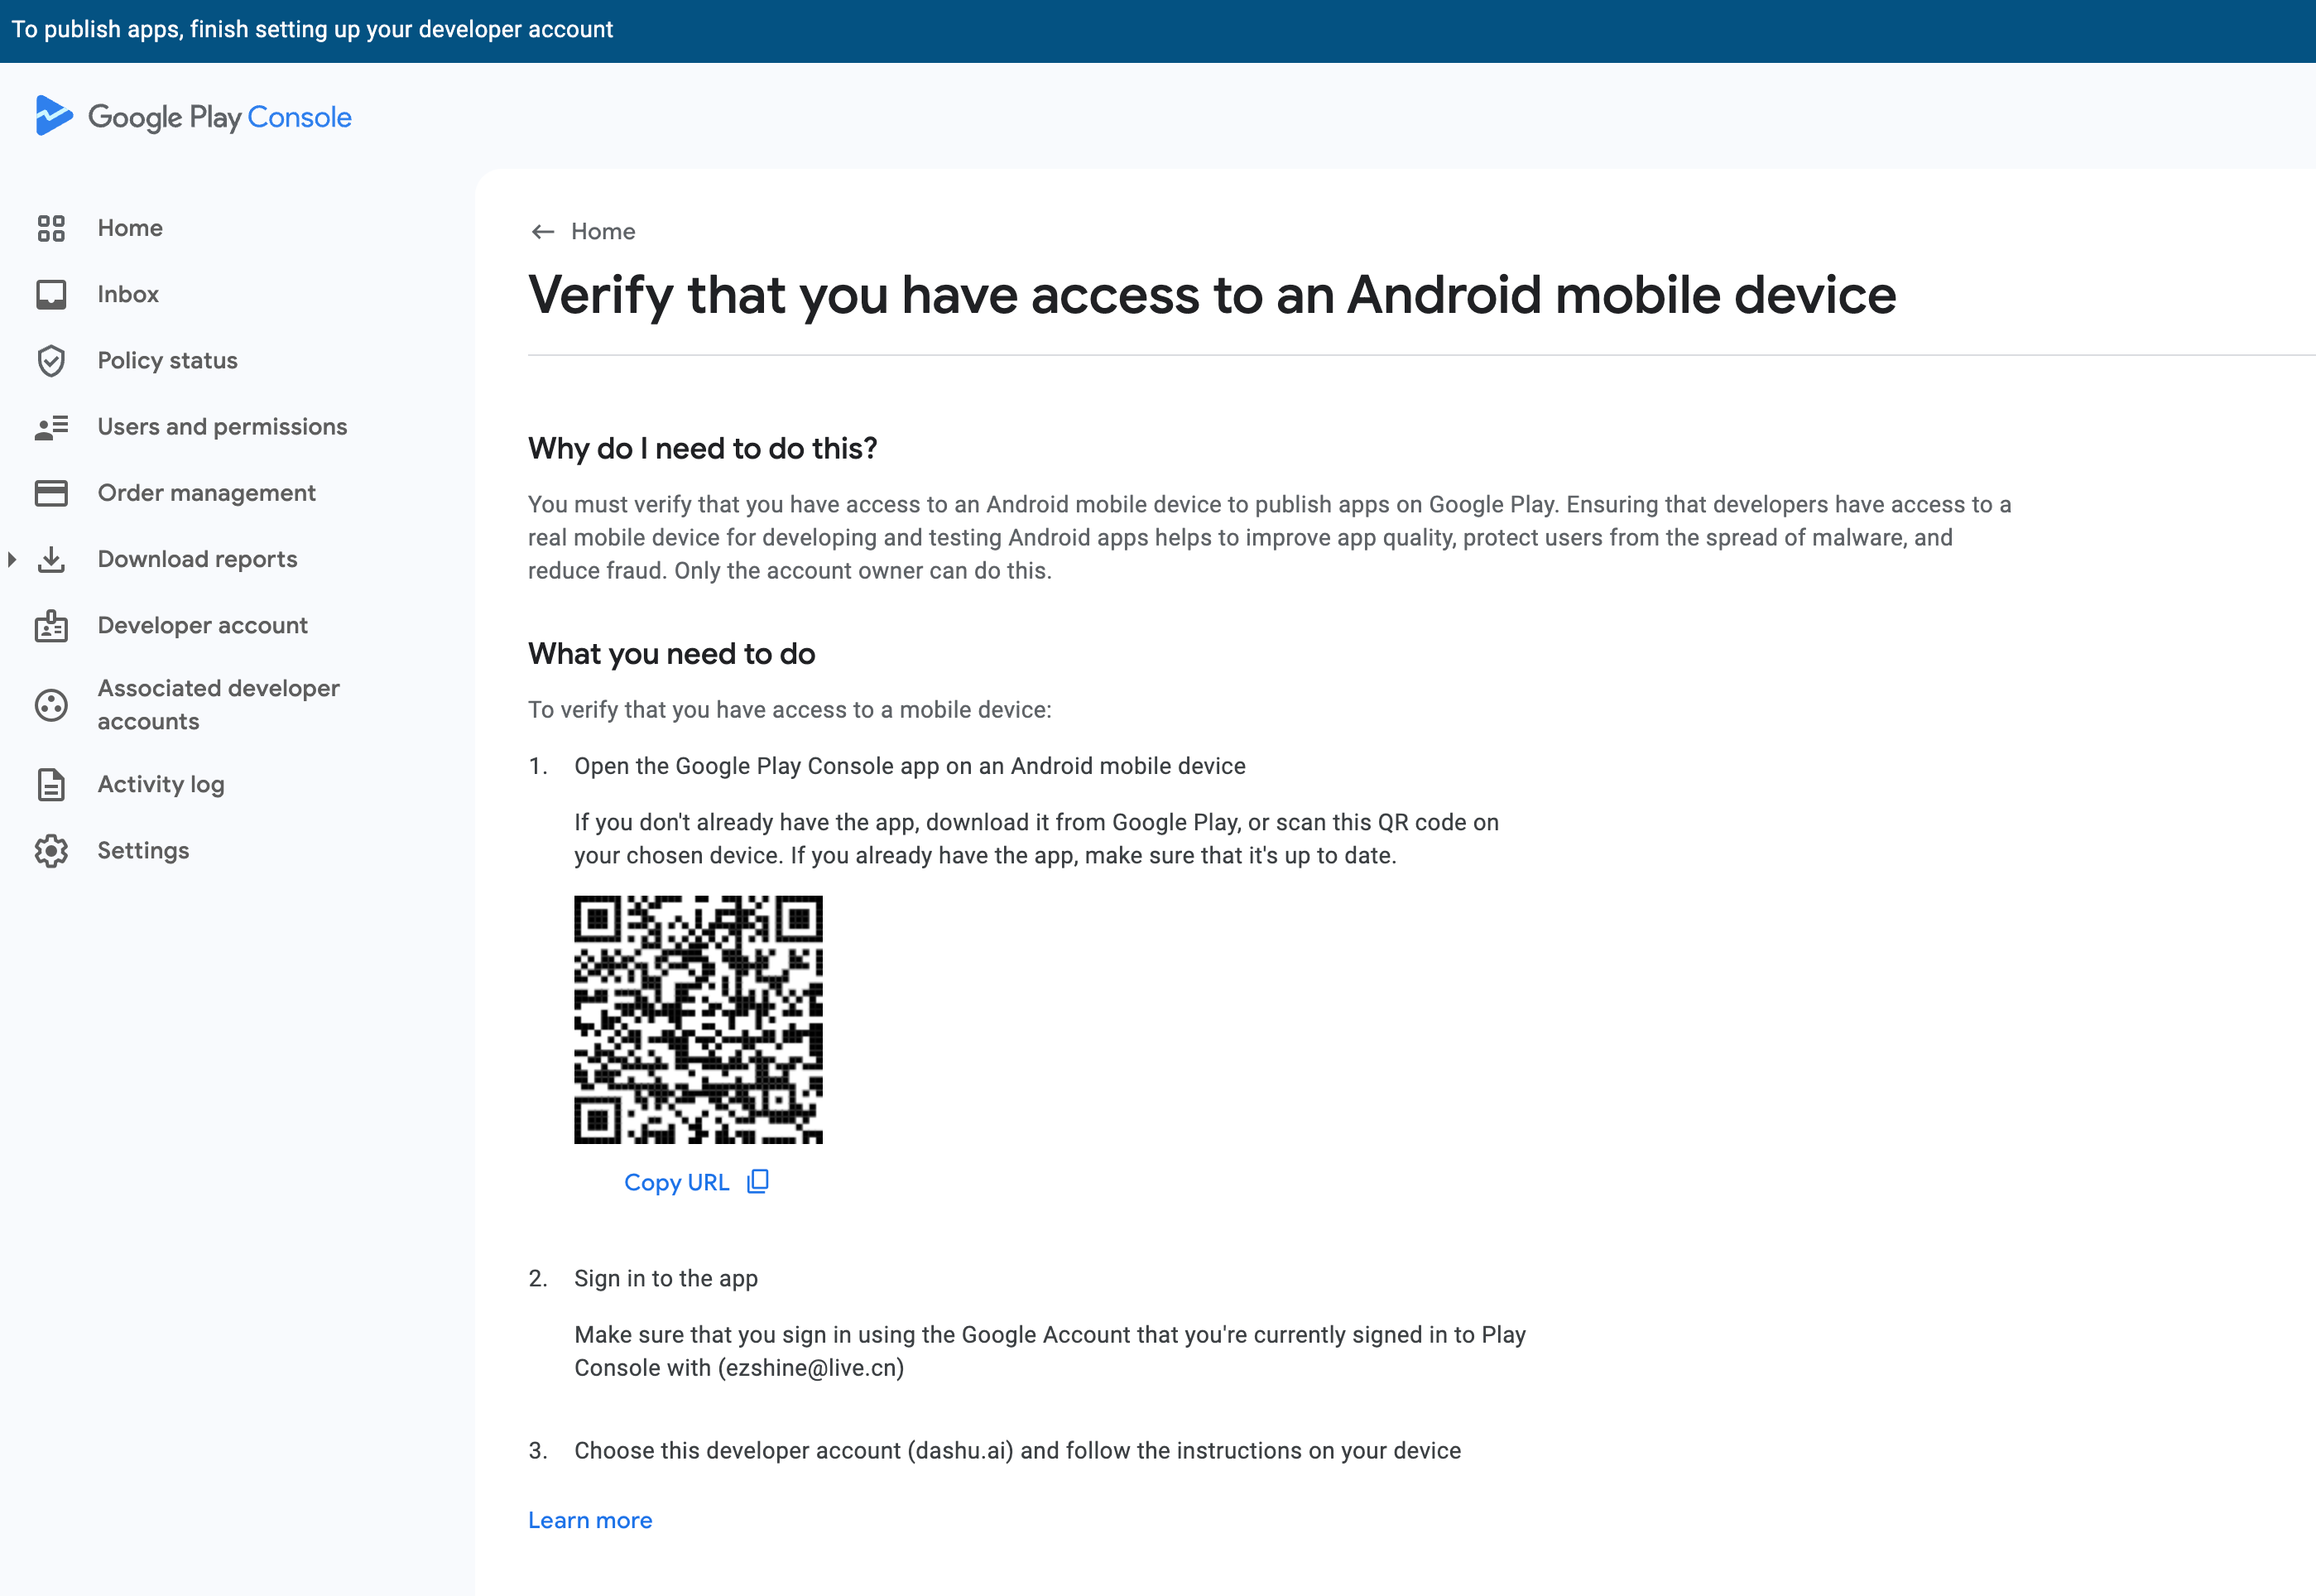 To publish apps, finish setting up your developer account
Google Play Console
Home
Inbox
Policy status
Users and permissions
Order management
Download reports
Developer account
Associated developer
accounts
Activity log
Settings
Home
Verify that you have access to an Android mobile device
Why do I need to do this?
You must verify that you have access to an Android mobile device to publish apps on Google Play. Ensuring that developers have access to a
real mobile device for developing and testing Android apps helps to improve app quality, protect users from the spread of malware, and
reduce fraud. Only the account owner can do this.
What you need to do
To verify that you have access to a mobile device:
1. Open the Google Play Console app on an Android mobile device
If you don't already have the app, download it from Google Play, or scan this QR code on
your chosen device. If you already have the app, make sure that it's up to date.
Copy URL
2. Sign in to the app
Make sure that you sign in using the Google Account that you're currently signed in to Play
Console with (ezshine@live.cn)
3. Choose this developer account (dashu.ai) and follow the instructions on your device
Learn more